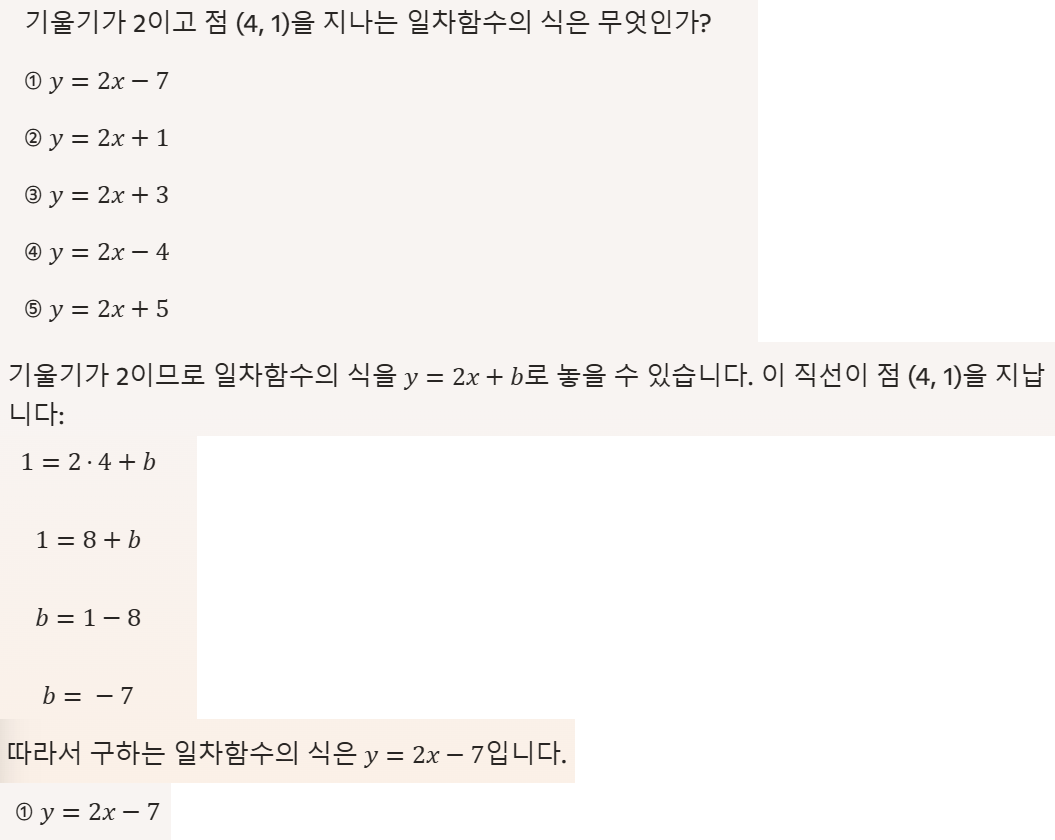 기울기가 2이고 점 (4, 1)을 지나는 일차함수의 식은 무엇인가?
① y = 2x − 7
② y = 2x + 1
③ y = 2x + 3
④ y = 2x − 4
⑤ y = 2x + 5
기울기가 2이므로 일차함수의 식을 y = 2x + b로 놓을 수 있습니다. 이 직선이 점 (4, 1)을 지납
니다:
1 = 2 · 4 + b
1 = 8 + b
b = 1 − 8
b = − 7
따라서 구하는 일차함수의 식은 y = 2x − 7입니다.
① y = 2x − 7